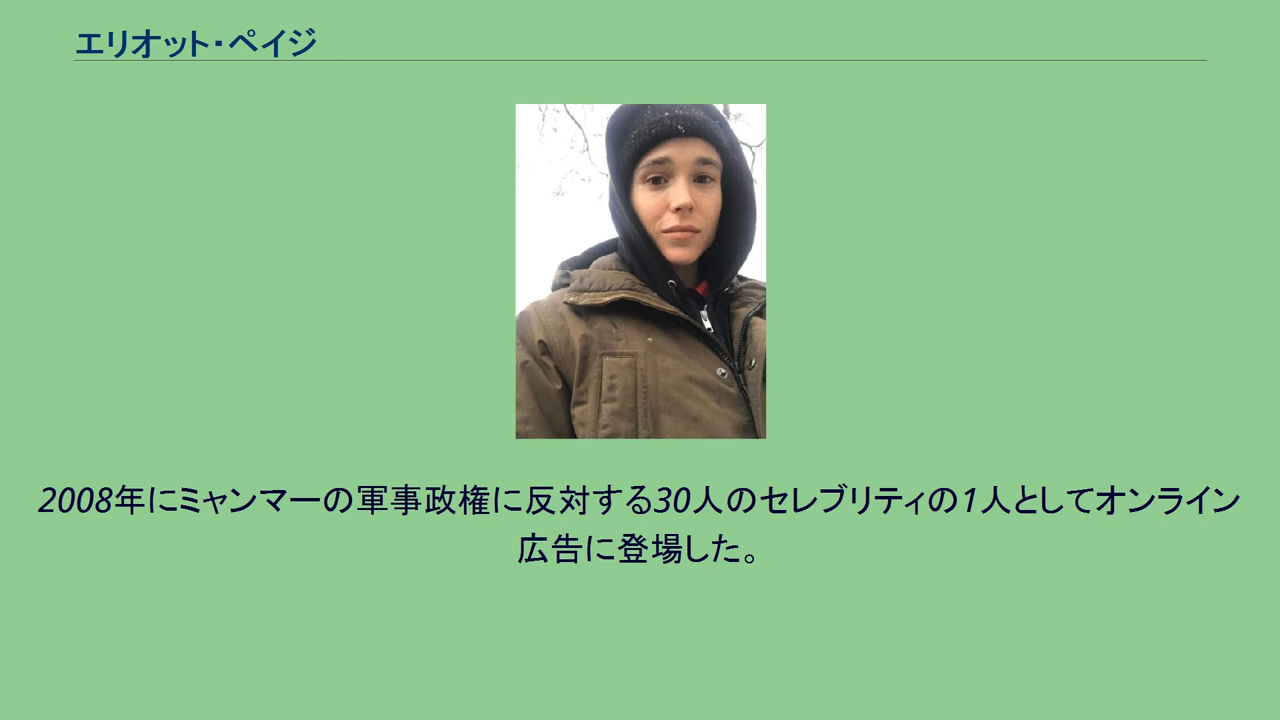 エリオット・ペイジ
2008年にミャンマーの軍事政権に反対する30人のセレブリティの1人としてオンライン
広告に登場した。